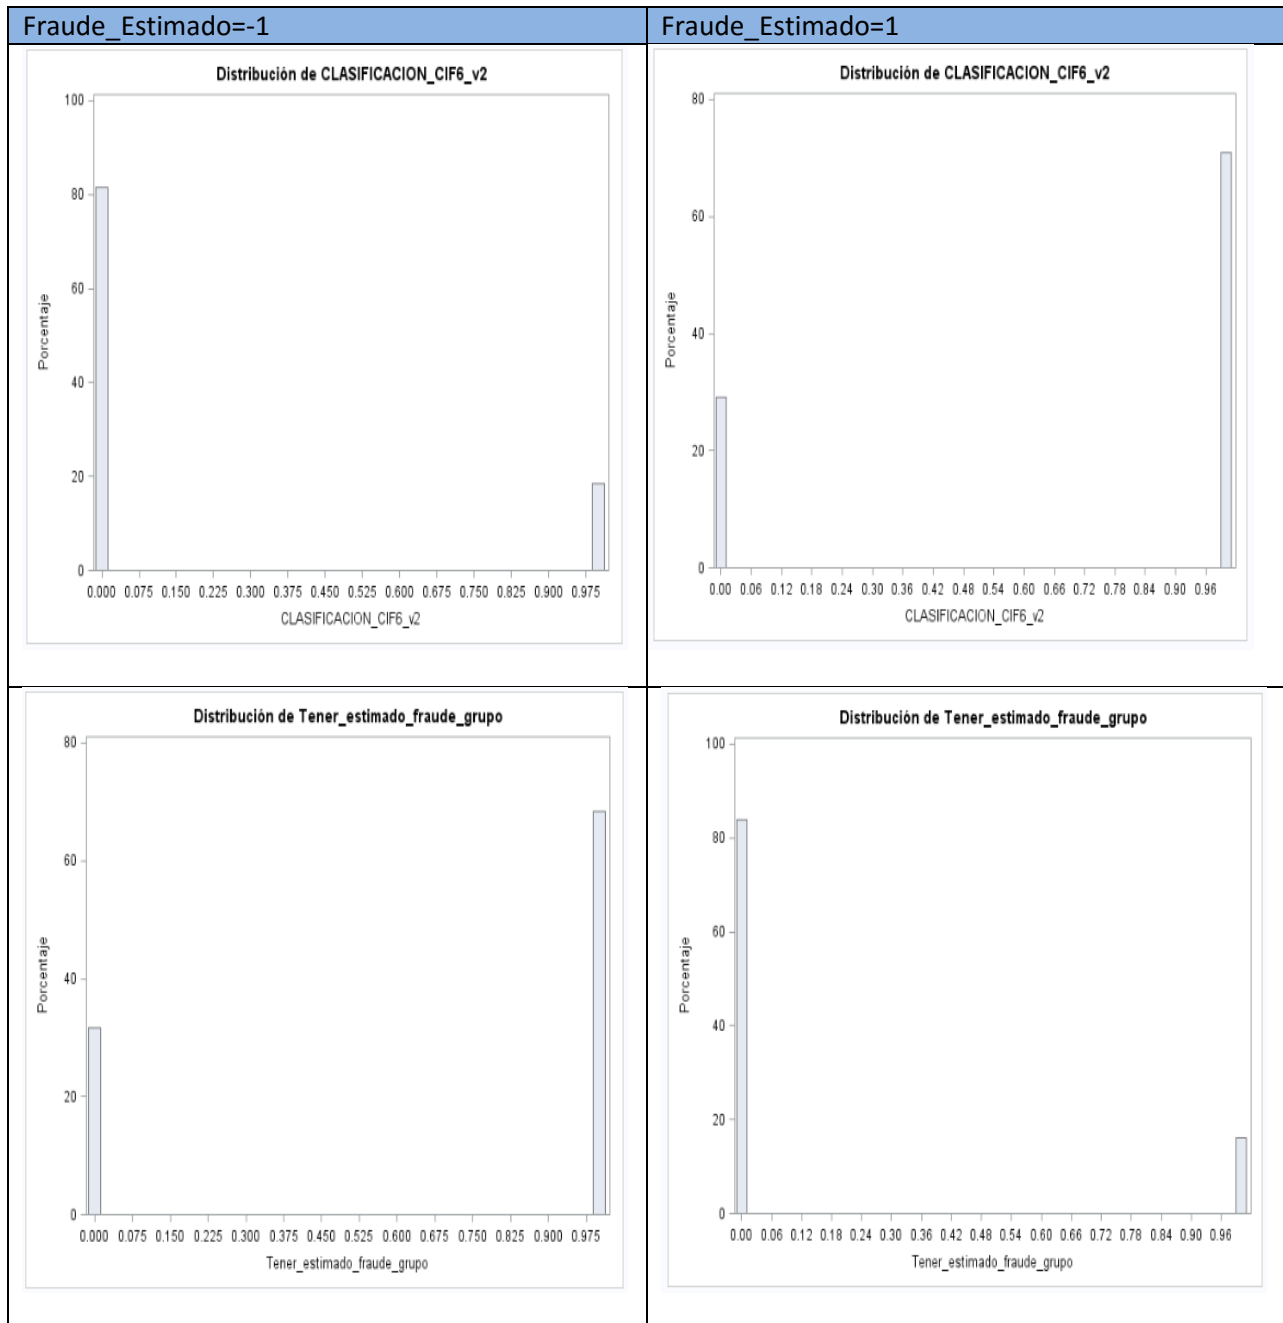 Fraude_Estimado=-1
Fraude_Estimado=1
Distribución de CLASIFICACION_CIF6_v2
100
80
60
40
20
0
Porcentaje
0.000 0.075 0.150 0.225 0.300 0.375 0.450 0.525 0.600 0.675 0.750 0.825 0.900 0.975
CLASIFICACION_CIF6_v2
Distribución de CLASIFICACION_CIF6_v2
80
60
40
20
0
Porcentaje
0.00 0.06 0.12 0.18 0.24 0.30 0.36 0.42 0.48 0.54 0.60 0.66 0.72 0.78 0.84 0.90 0.96
CLASIFICACION_CIF6_v2
Distribución de Tener_estimado_fraude_grupo
80
60
40
20
0
Porcentaje
0.000 0.075 0.150 0.225 0.300 0.375 0.450 0.525 0.600 0.675 0.750 0.825 0.900 0.975
Tener_estimado_fraude_grupo
Distribución de Tener_estimado_fraude_grupo
100
80
60
40
20
0
Porcentaje
0.00 0.06 0.12 0.18 0.24 0.30 0.36 0.42 0.48 0.54 0.60 0.66 0.72 0.78 0.84 0.90 0.96
Tener_estimado_fraude_grupo